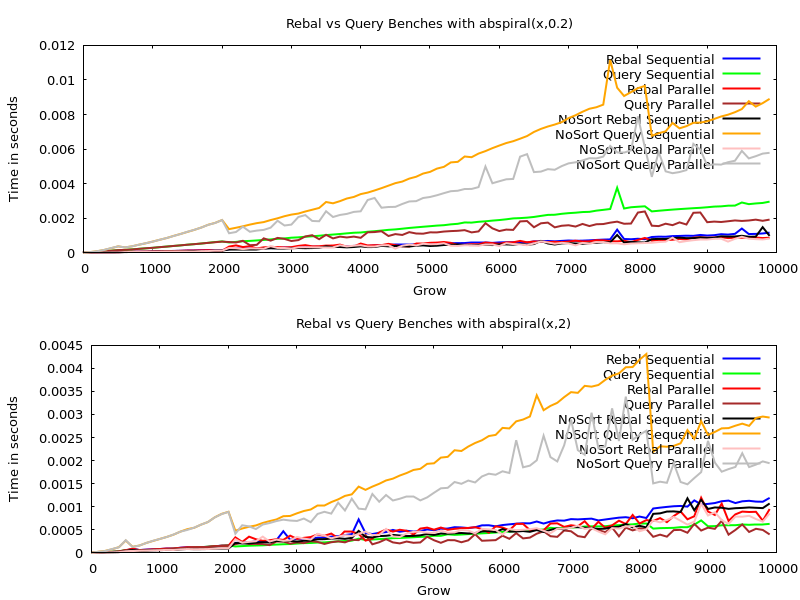 Rebal vs Query Benches with abspiral(x,0.2)
0.012
0.01
0.008
0.006
0.004
0.002
0
Time in seconds
Rebal Sequential
Query Sequential
Rebal Parallel
Query Parallel
NoSort Rebal Sequential
NoSort Query Sequential
NoSort Rebal Parallel
NoSort Query Parallel
0 1000 2000 3000 4000 5000 6000 7000 8000 9000 10000
Grow
Rebal vs Query Benches with abspiral(x,2)
0.0045
0.004
0.0035
0.003
0.0025
0.002
0.0015
0.001
0.0005
0
Time in seconds
Rebal Sequential
Query Sequential
Rebal Parallel
Query Parallel
NoSort Rebal Sequential
NoSort Query Sequential
NoSort Rebal Parallel
NoSort Query Parallel
0 1000 2000 3000 4000 5000 6000 7000 8000 9000 10000
Grow